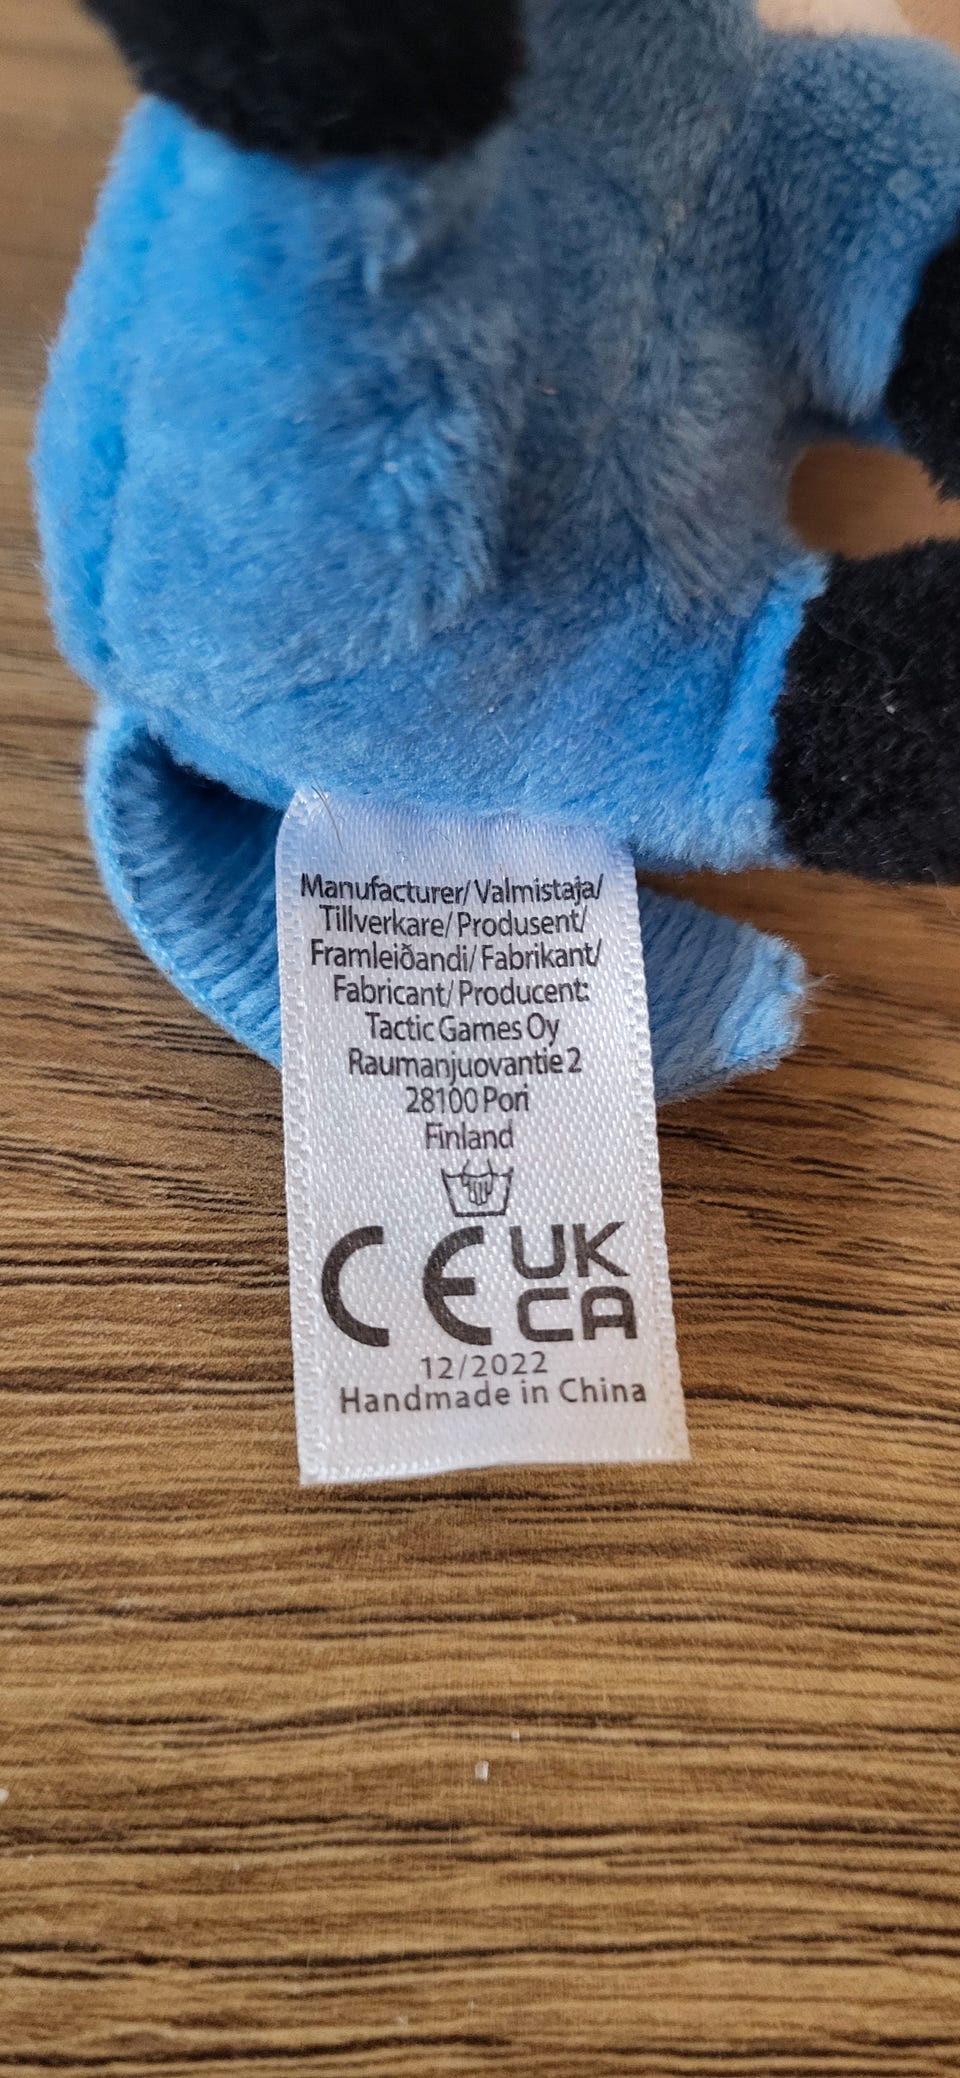 Manufacturer/ Valmistaja/
Tillverkare/ Produsent/
Framleiðandi/ Fabrikant/
Fabricant/ Producent:
Tactic Games Oy
Raumanjuovantie 2
28100 Pori
Finland
CE UK
CA
12/2022
Handmade in China